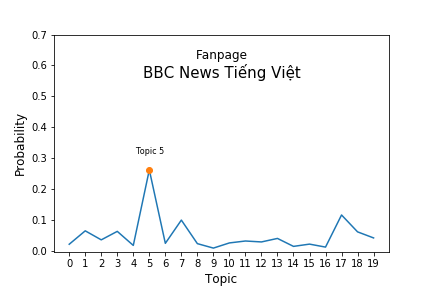 Fanpage
BBC News Tiếng Việt
Topic 5
Probability
0.7
0.6
0.5
0.4
0.3
0.2
0.1
0.0
0 1 2 3 4 5 6 7 8 9 10 11 12 13 14 15 16 17 18 19
Topic